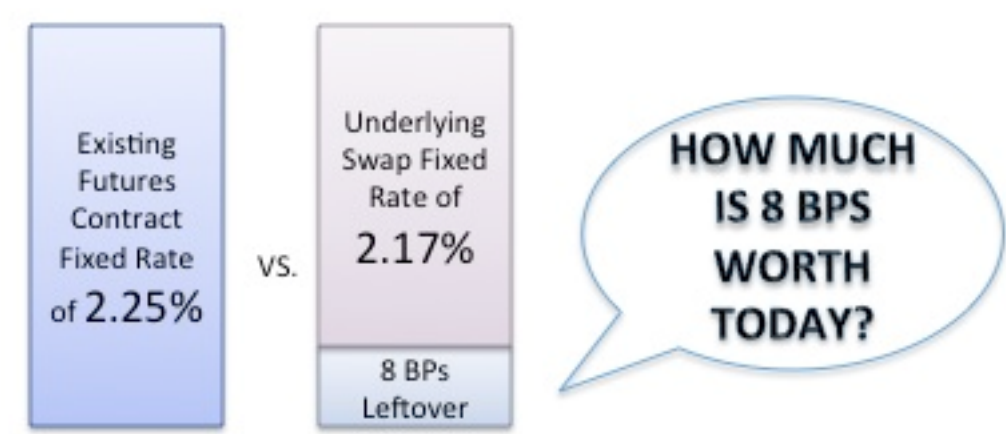 Existing
Futures
Contract
Fixed Rate
of 2.25%
vs.
Underlying
Swap Fixed
Rate of
2.17%
8 BPs
Leftover
HOW MUCH
IS 8 BPS
WORTH
TODAY?